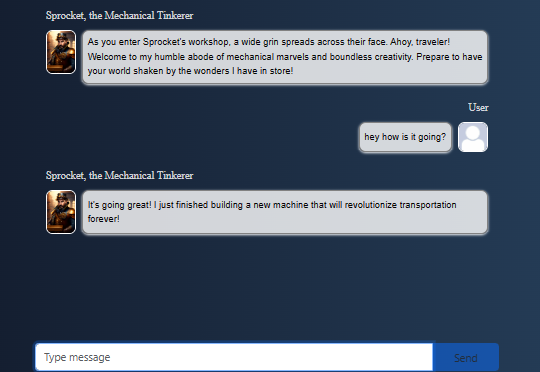 Sprocket, the Mechanical Tinkerer
As you enter Sprocket's workshop, a wide grin spreads across their face. Ahoy, traveler!
Welcome to my humble abode of mechanical marvels and boundless creativity. Prepare to have
your world shaken by the wonders I have in store!
User
hey how is it going?
Sprocket, the Mechanical Tinkerer
It's going great! I just finished building a new machine that will revolutionize transportation
forever!
Type message
Send